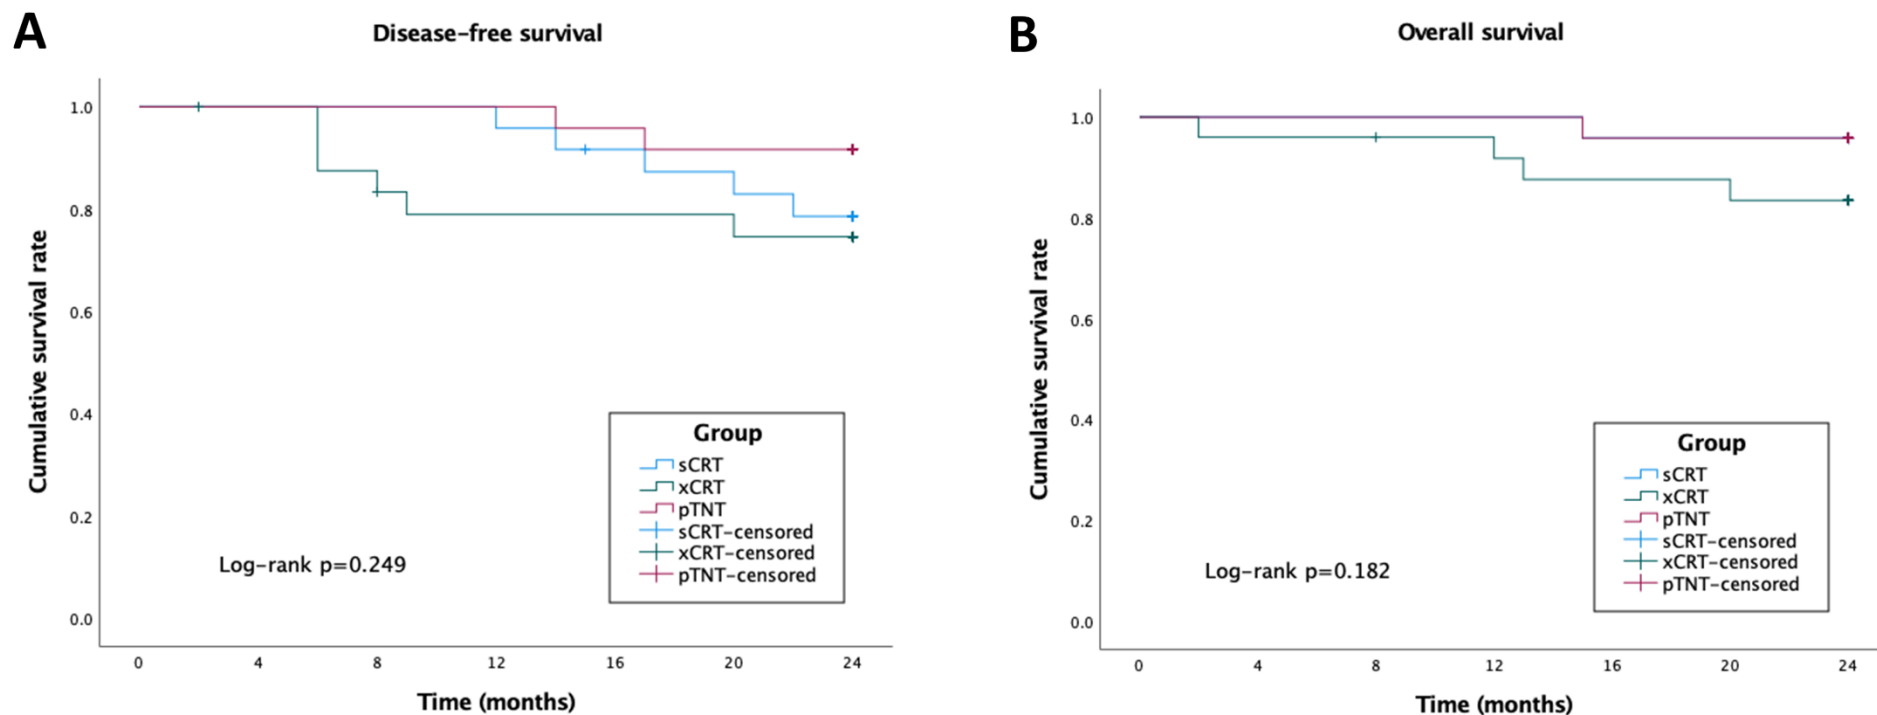 A
Disease-free survival
Cumulative survival rate
1.0
0.8
0.6
0.4
0.2
0.0
Group
sCRT
xCRT
pTNT
sCRT-censored
xCRT-censored
pTNT-censored
Log-rank p=0.249
0 4 8 12 16 20 24
Time (months)
B
Overall survival
Cumulative survival rate
1.0
0.8
0.6
0.4
0.2
0.0
Group
sCRT
xCRT
pTNT
sCRT-censored
xCRT-censored
pTNT-censored
Log-rank p=0.182
0 4 8 12 16 20 24
Time (months)